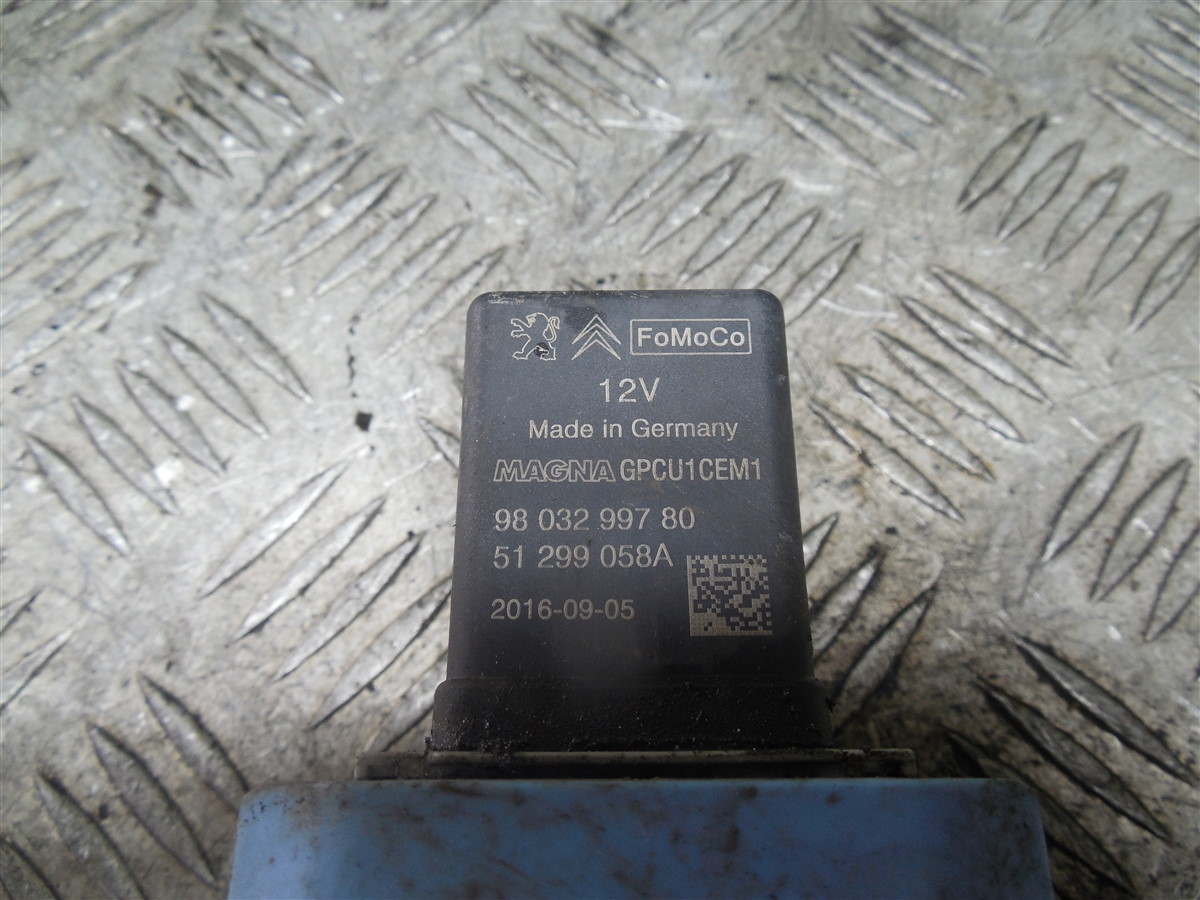 FoMoCo
12V
Made in Germany
MAGNA GPCU1CEM1
98 032 997 80
51 299 058A
2016-09-05